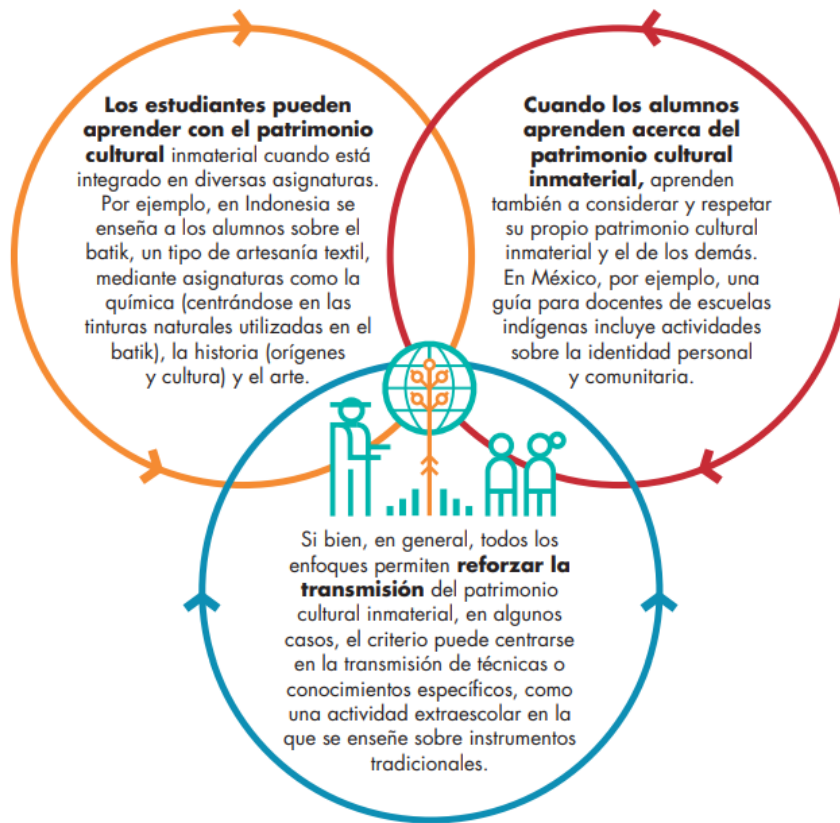 Los estudiantes pueden
aprender con el patrimonio
cultural inmaterial cuando está
integrado en diversas asignaturas.
Por ejemplo, en Indonesia se
enseña a los alumnos sobre el
batik, un tipo de artesanía textil,
mediante asignaturas como la
química (centrándose en las
tinturas naturales utilizadas en el
batik), la historia (orígenes
y cultura) y el arte.
Cuando los alumnos
aprenden acerca del
patrimonio cultural
inmaterial, aprenden
también a considerar y respetar
su propio patrimonio cultural
inmaterial y el de los demás.
En México, por ejemplo, una
guía para docentes de escuelas
indígenas incluye actividades
sobre la identidad personal
y comunitaria.
Si bien, en general, todos los
enfoques permiten reforzar la
transmisión del patrimonio
cultural inmaterial, en algunos
casos, el criterio puede centrarse
en la transmisión de técnicas o
conocimientos específicos, como
una actividad extraescolar en la
que se enseñe sobre instrumentos
tradicionales.